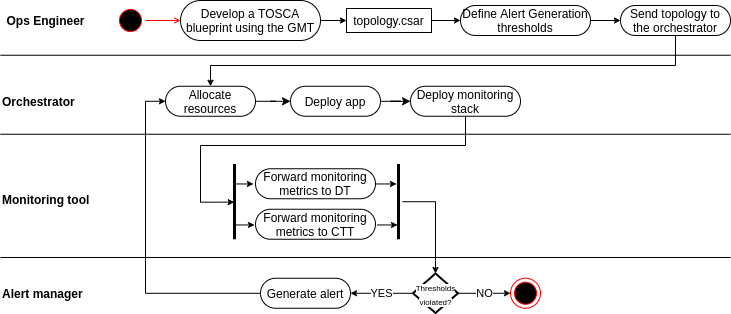 Ops Engineer
Develop a TOSCA
blueprint using the GMT
topology.csar
Define Alert Generation
thresholds
Send topology to
the orchestrator
Orchestrator
Allocate
resources
Deploy app
Deploy monitoring
stack
Monitoring tool
Forward monitoring
metrics to DT
Forward monitoring
metrics to CTT
Alert manager
Generate alert
YES
Thresholds
violated?
NO